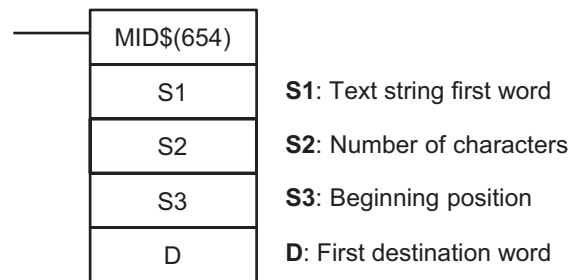 MID$(654)
S1 S1: Text string first word
S2 S2: Number of characters
S3 S3: Beginning position
D D: First destination word